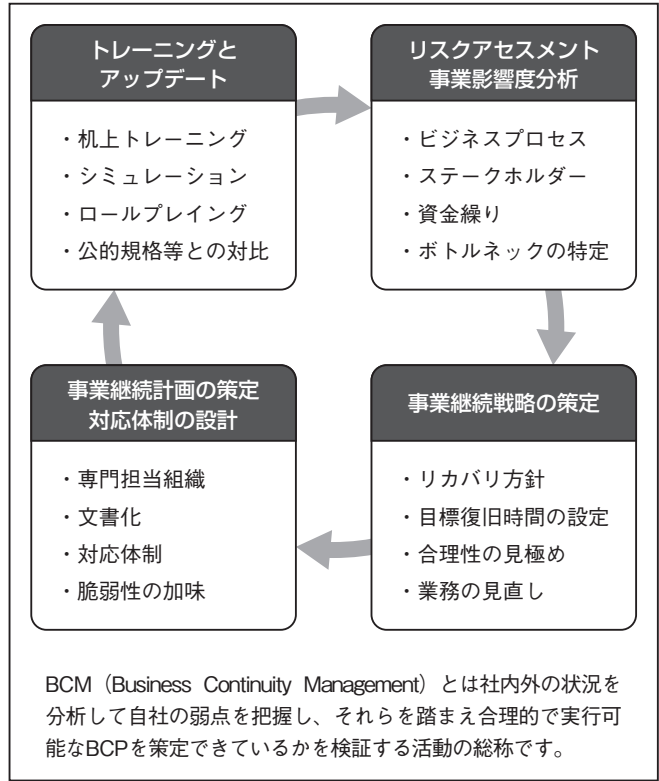 トレーニングと
アップデート
・机上トレーニング
・シミュレーション
・ロールプレイング
・公的規格等との対比
リスクアセスメント
事業影響度分析
・ビジネスプロセス
・ステークホルダー
・資金繰り
・ボトルネックの特定
事業継続計画の策定
対応体制の設計
・専門担当組織
・文書化
・対応体制
・脆弱性の加味
事業継続戦略の策定
・リカバリ方針
・目標復旧時間の設定
・合理性の見極め
・業務の見直し
BCM（Business Continuity Management）とは社内外の状況を
分析して自社の弱点を把握し、それらを踏まえ合理的で実行可
能なBCPを策定できているかを検証する活動の総称です。